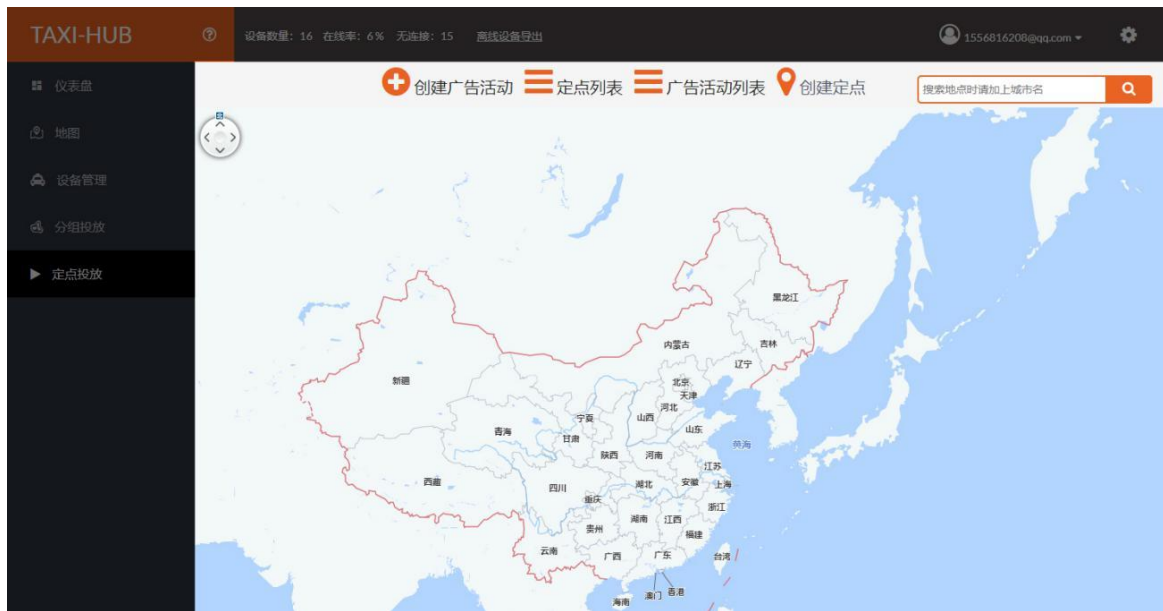 TAXI-HUB
设备数量：16 在线率：6% 无连接：15 离线设备导出
1556816208@qq.com
仪表盘
地图
设备管理
分组投放
定点投放
创建广告活动 定点列表 广告活动列表 创建定点
搜索地点时请加上城市名
黑龙江
内蒙古
吉林
辽宁
新疆
北京
天津
河北
宁夏
山西
山东
青海
甘肃
黄海
陕西
河南
江苏
西藏
四川
湖北
安徽
上海
重庆
浙江
贵州
湖南
江西
福建
云南
广西
广东
台湾
澳门
香港
海南